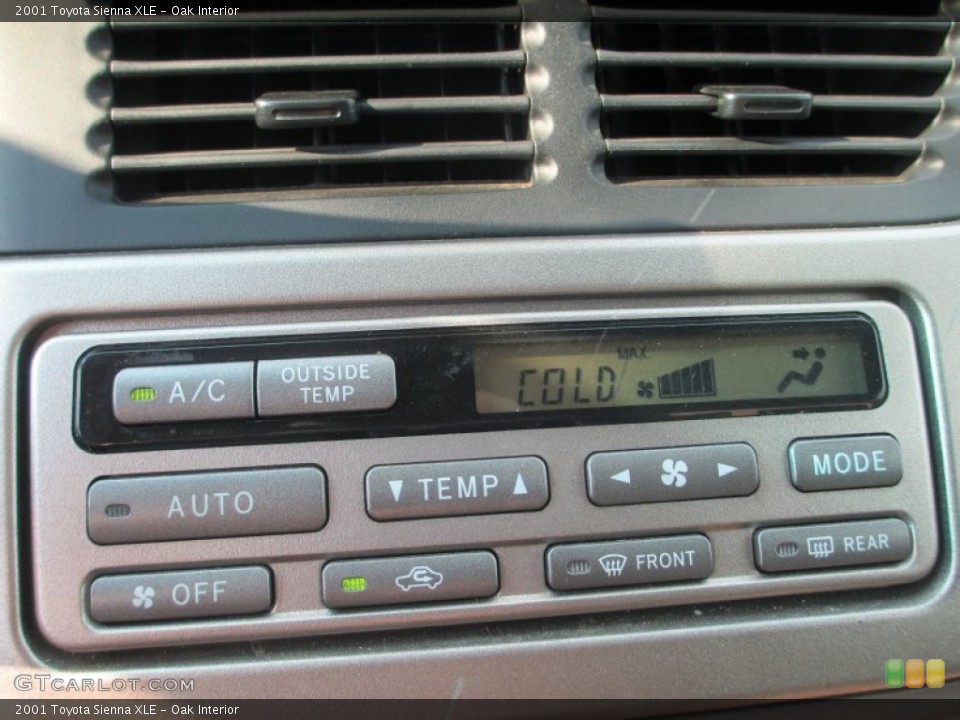 2001 Toyota Sienna XLE – Oak Interior
MAX.
COLD
A/C
OUTSIDE
TEMP
AUTO
TEMP
MODE
OFF
FRONT
REAR
GTCARLOT.COM
2001 Toyota Sienna XLE – Oak Interior